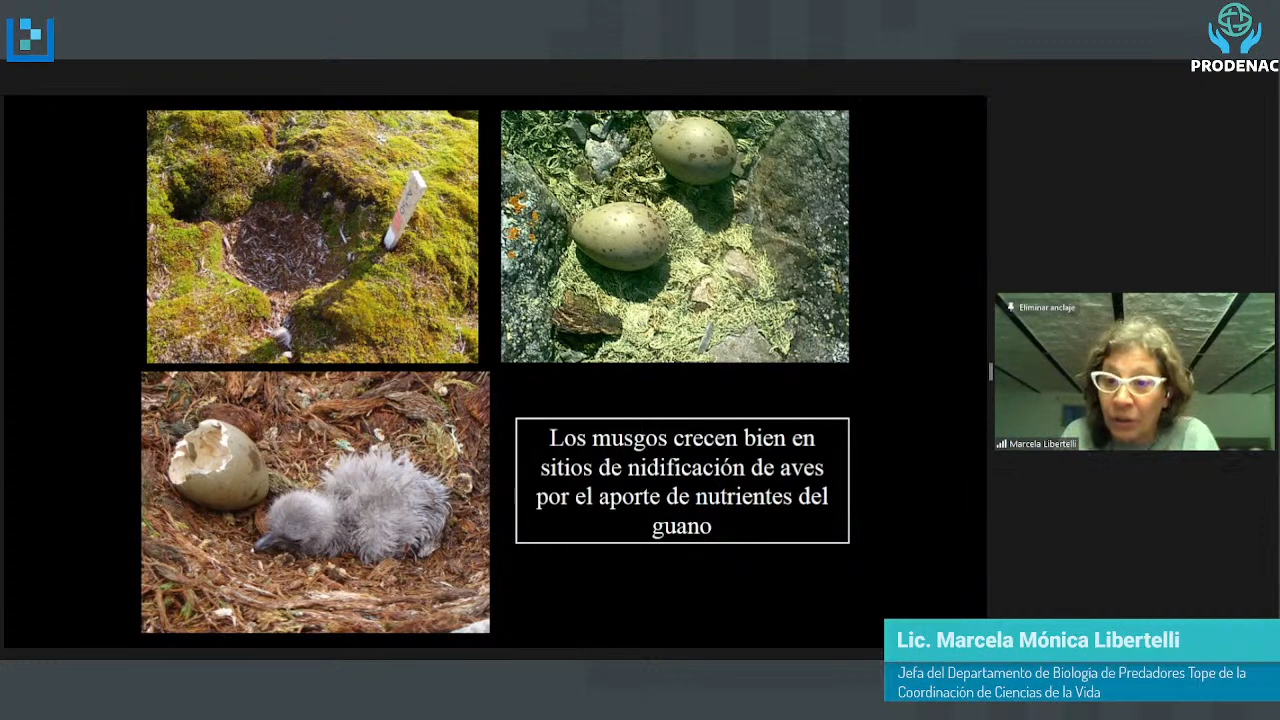 PRODENAC
Los musgos crecen bien en
sitios de nidificación de aves
por el aporte de nutrientes del
guano
Eliminar anclaje
Marcela Libertelli
Lic. Marcela Mónica Libertelli
Jefa del Departamento de Biología de Predadores Tope de la
Coordinación de Ciencias de la Vida